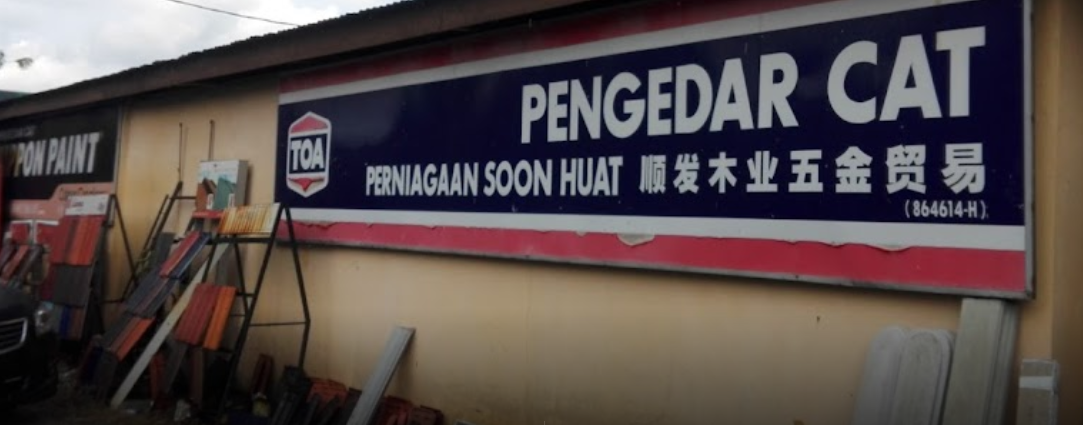 PON PAINT
TOA
PENGEDAR CAT
PERNIAGAAN SOON HUAT 顺发木业五金贸易
(864614-H)